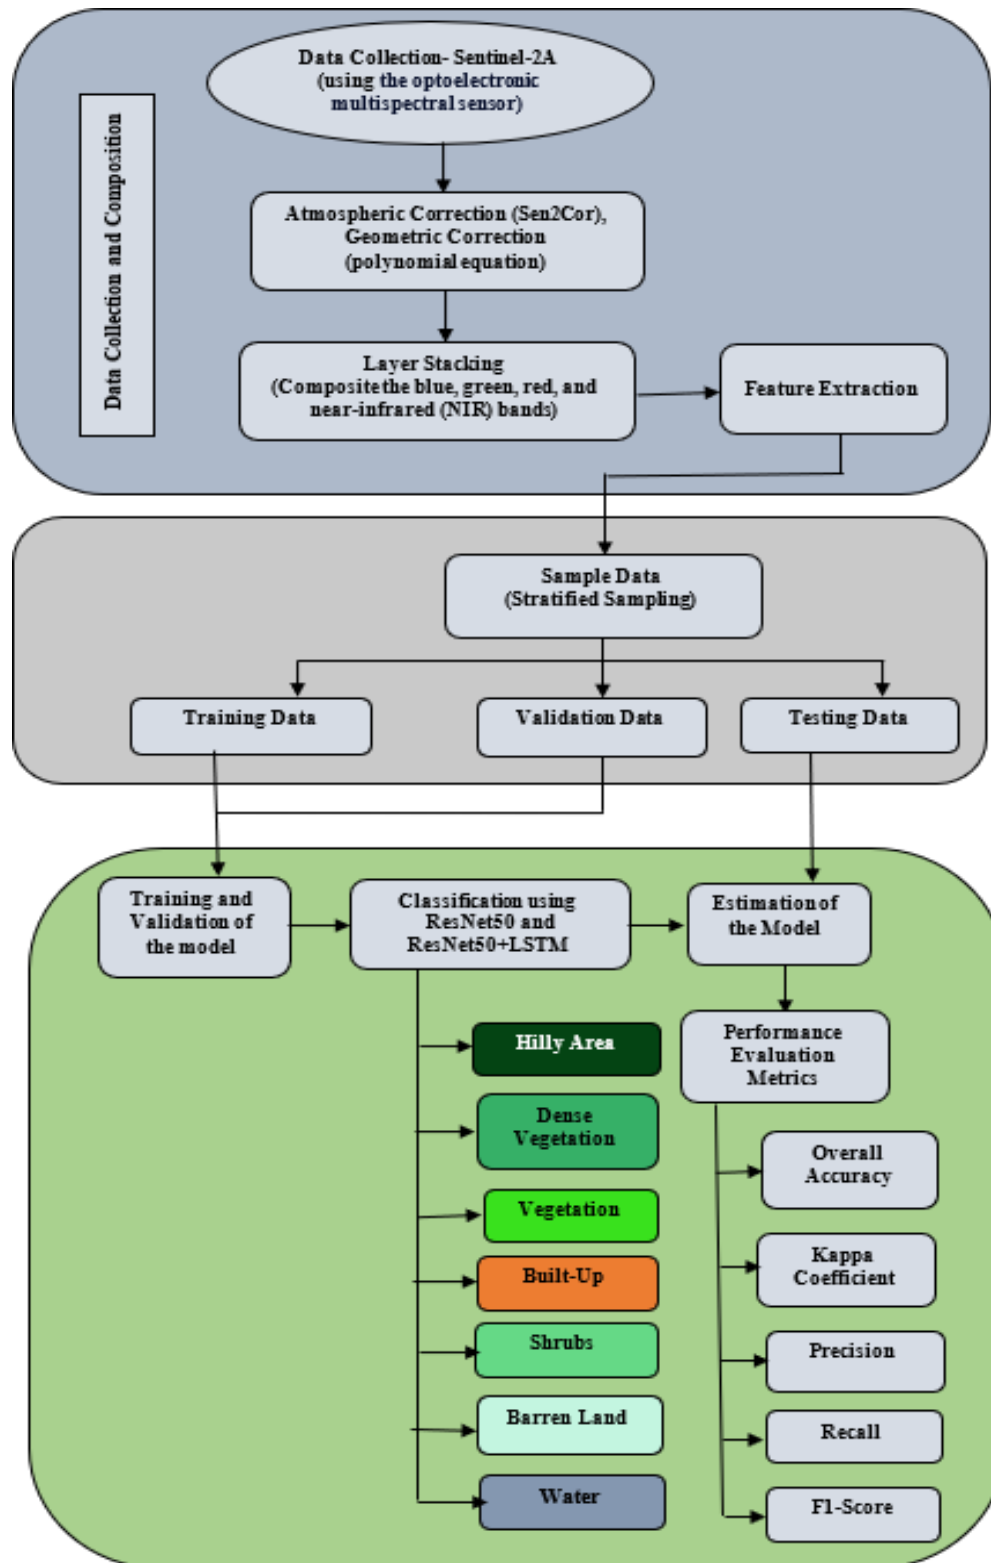 Data Collection- Sentinel-2A
(using the optoelectronic
multispectral sensor)
Data Collection and Composition
Atmospheric Correction (Sen2Cor),
Geometric Correction
(polynomial equation)
Layer Stacking
(Composite the blue, green, red, and
near-infrared (NIR) bands)
Feature Extraction
Sample Data
(Stratified Sampling)
Training Data
Validation Data
Testing Data
Training and
Validation of
the model
Classification using
ResNet50 and
ResNet50+LSTM
Estimation of
the Model
Hilly Area
Dense
Vegetation
Vegetation
Built-Up
Shrubs
Barren Land
Water
Performance
Evaluation
Metrics
Overall
Accuracy
Kappa
Coefficient
Precision
Recall
F1-Score